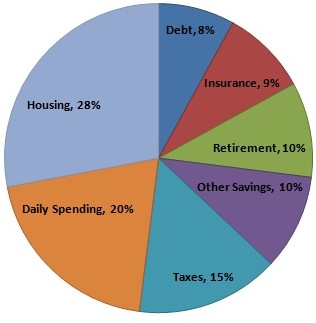 Debt, 8%
Insurance, 9%
Housing, 28%
Retirement, 10%
Other Savings, 10%
Daily Spending, 20%
Taxes, 15%